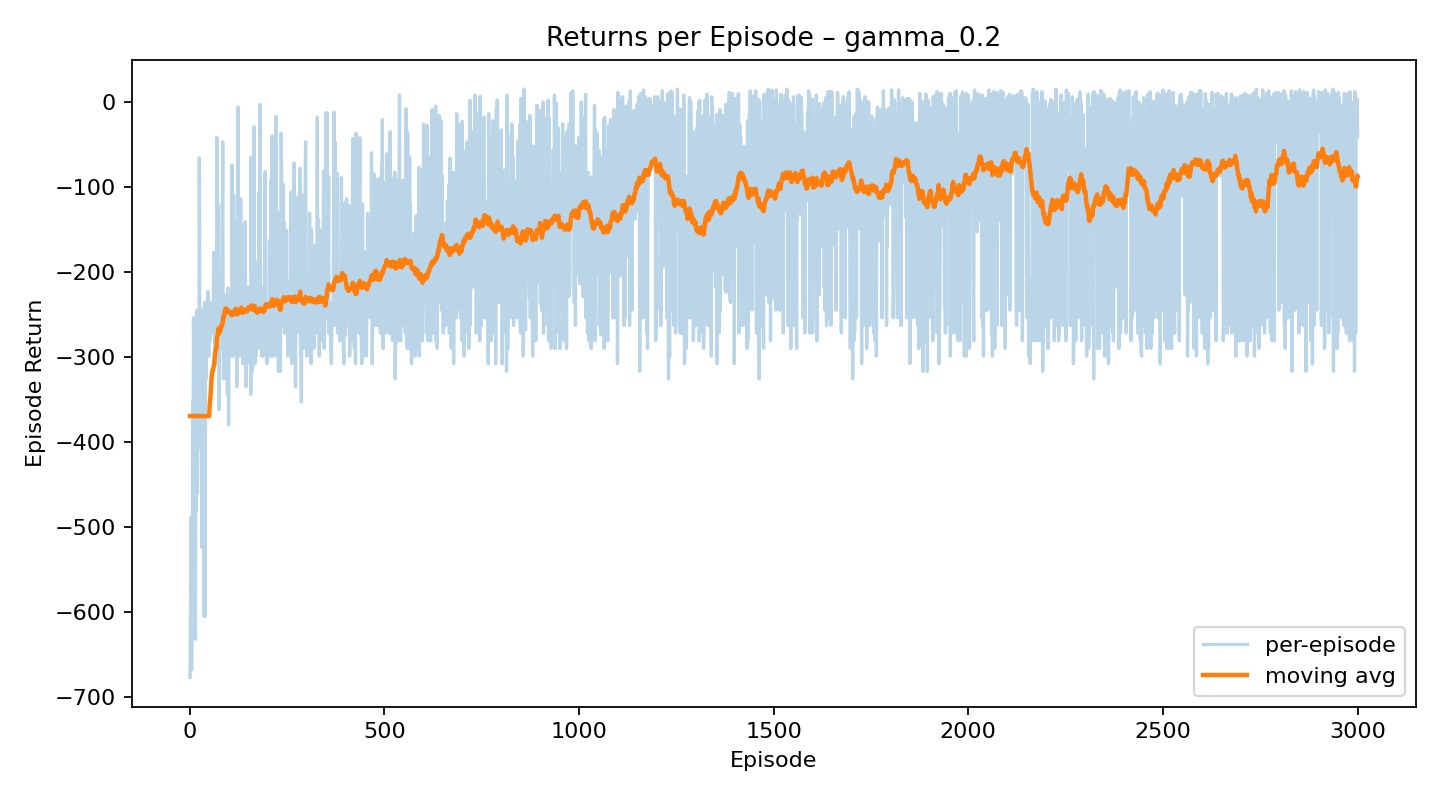 Returns per Episode – gamma_0.2
Episode Return
0
−100
−200
−300
−400
−500
−600
−700
0 500 1000 1500 2000 2500 3000
Episode
per-episode
moving avg